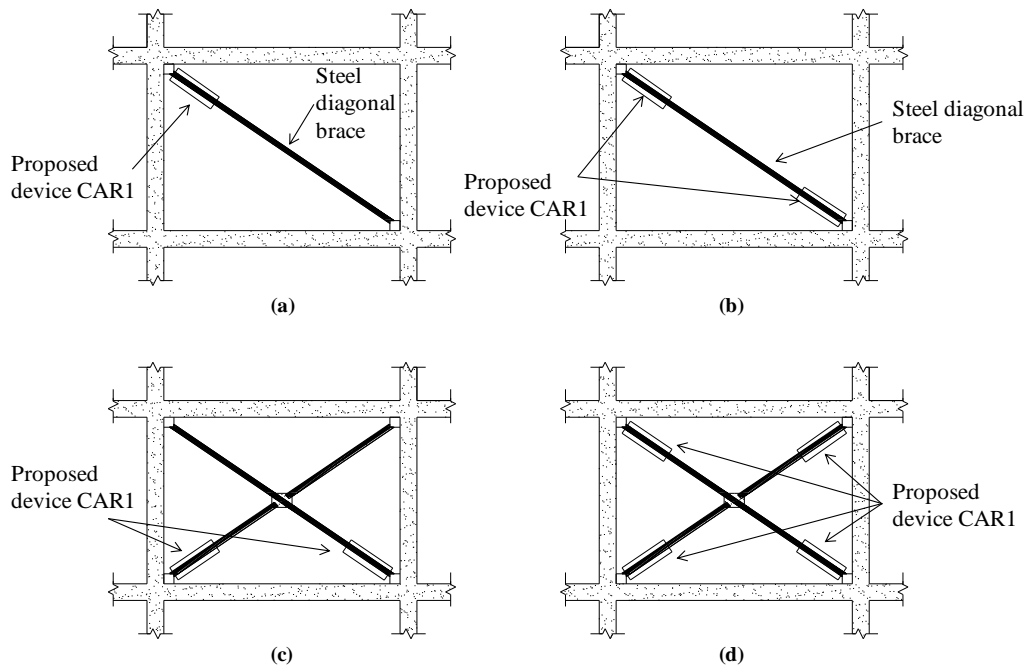 Steel
diagonal
brace
Proposed
device CAR1
(a)
Steel diagonal
brace
Proposed
device CAR1
(b)
Proposed
device CAR1
(c)
Proposed
device CAR1
(d)